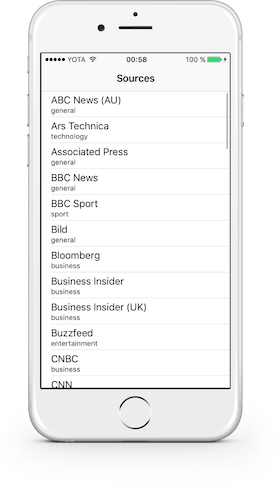 YOTA 00:58 100 %
Sources
ABC News (AU)
general
Ars Technica
technology
Associated Press
general
BBC News
general
BBC Sport
sport
Bild
general
Bloomberg
business
Business Insider
business
Business Insider (UK)
business
Buzzfeed
entertainment
CNBC
business
CNN